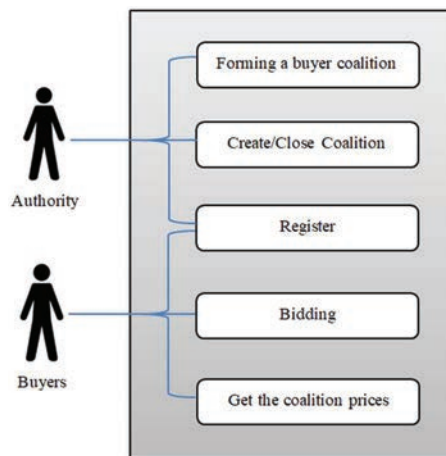 Forming a buyer coalition
Create/Close Coalition
Authority
Register
Bidding
Buyers
Get the coalition prices